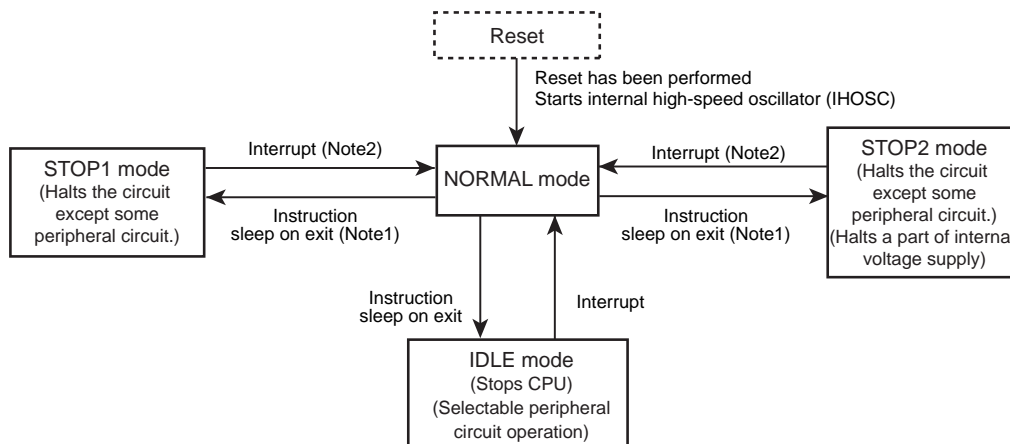 Reset
Reset has been performed
Starts internal high-speed oscillator (IHOSC)
STOP1 mode
(Halts the circuit
except some
peripheral circuit.)
Interrupt (Note2)
Instruction
sleep on exit (Note1)
NORMAL mode
Interrupt (Note2)
Instruction
sleep on exit (Note1)
STOP2 mode
(Halts the circuit
except some
peripheral circuit.)
(Halts a part of internal
voltage supply)
Instruction
sleep on exit
Interrupt
IDLE mode
(Stops CPU)
(Selectable peripheral
circuit operation)